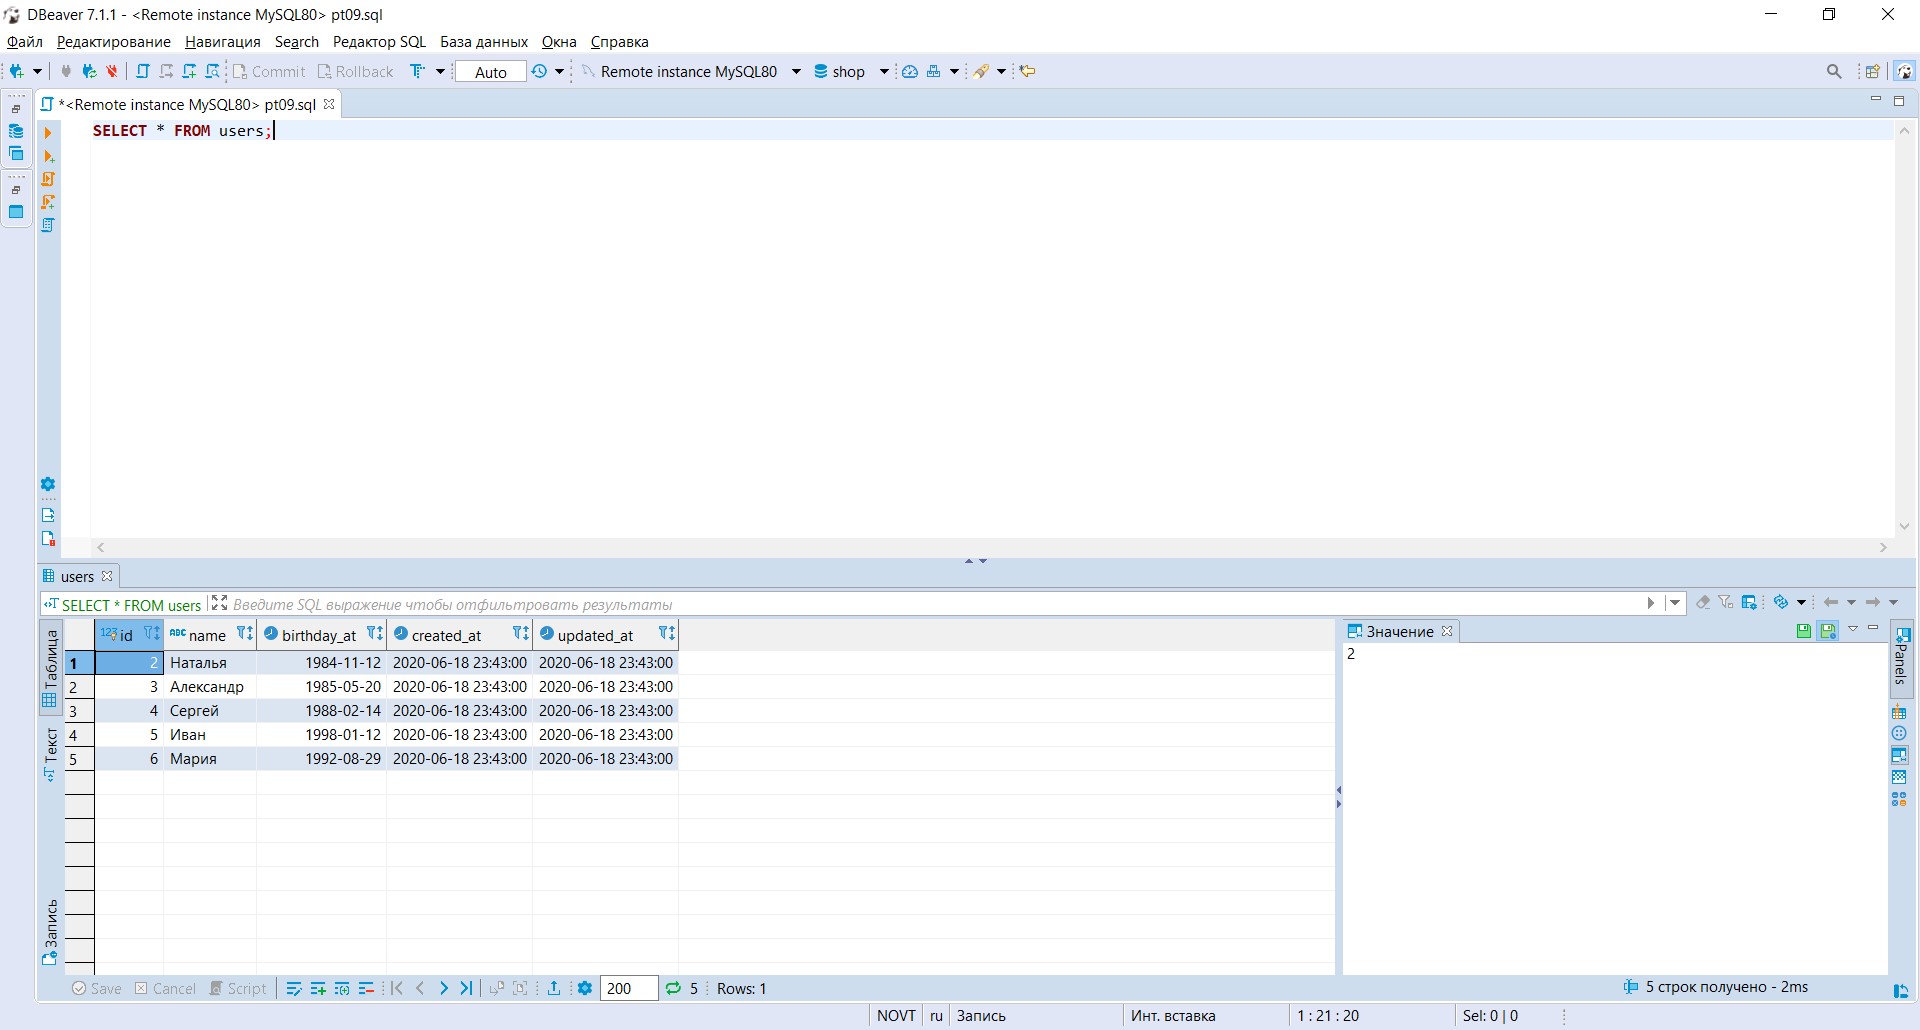 DBeaver 7.1.1 - <Remote instance MySQL80> pt09.sql
Файл Редактирование Навигация Search Редактор SQL База данных Окна Справка
Commit Rollback Auto Remote instance MySQL80 shop
*<Remote instance MySQL80> pt09.sql
SELECT * FROM users;
users
SELECT * FROM users Введите SQL выражение чтобы отфильтровать результаты
Таблица
Текст
Запись
123 id ABC name birthday_at created_at updated_at
1 2 Наталья 1984-11-12 2020-06-18 23:43:00 2020-06-18 23:43:00
2 3 Александр 1985-05-20 2020-06-18 23:43:00 2020-06-18 23:43:00
3 4 Сергей 1988-02-14 2020-06-18 23:43:00 2020-06-18 23:43:00
4 5 Иван 1998-01-12 2020-06-18 23:43:00 2020-06-18 23:43:00
5 6 Мария 1992-08-29 2020-06-18 23:43:00 2020-06-18 23:43:00
Значение
2
Panels
Save Cancel Script 200 5 Rows: 1
5 строк получено - 2ms
NOVT ru Запись Инт. вставка 1 : 21 : 20 Sel: 0 | 0